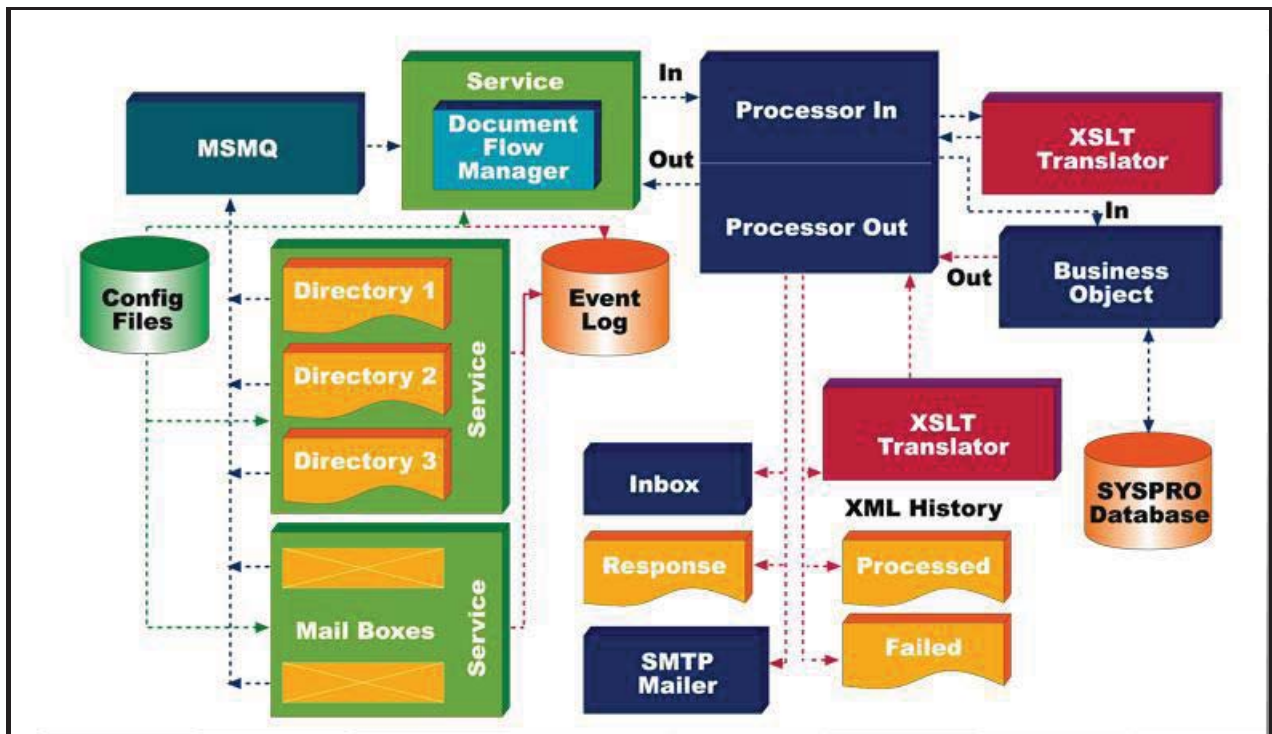 Service
Document
Flow
Manager
MSMQ
In
Out
Processor In
Processor Out
XSLT
Translator
In
Out
Business
Object
Config
Files
Directory 1
Directory 2
Directory 3
Service
Event
Log
Mail Boxes
Service
XSLT
Translator
SYSPRO
Database
Inbox
XML History
Response
Processed
SMTP
Mailer
Failed